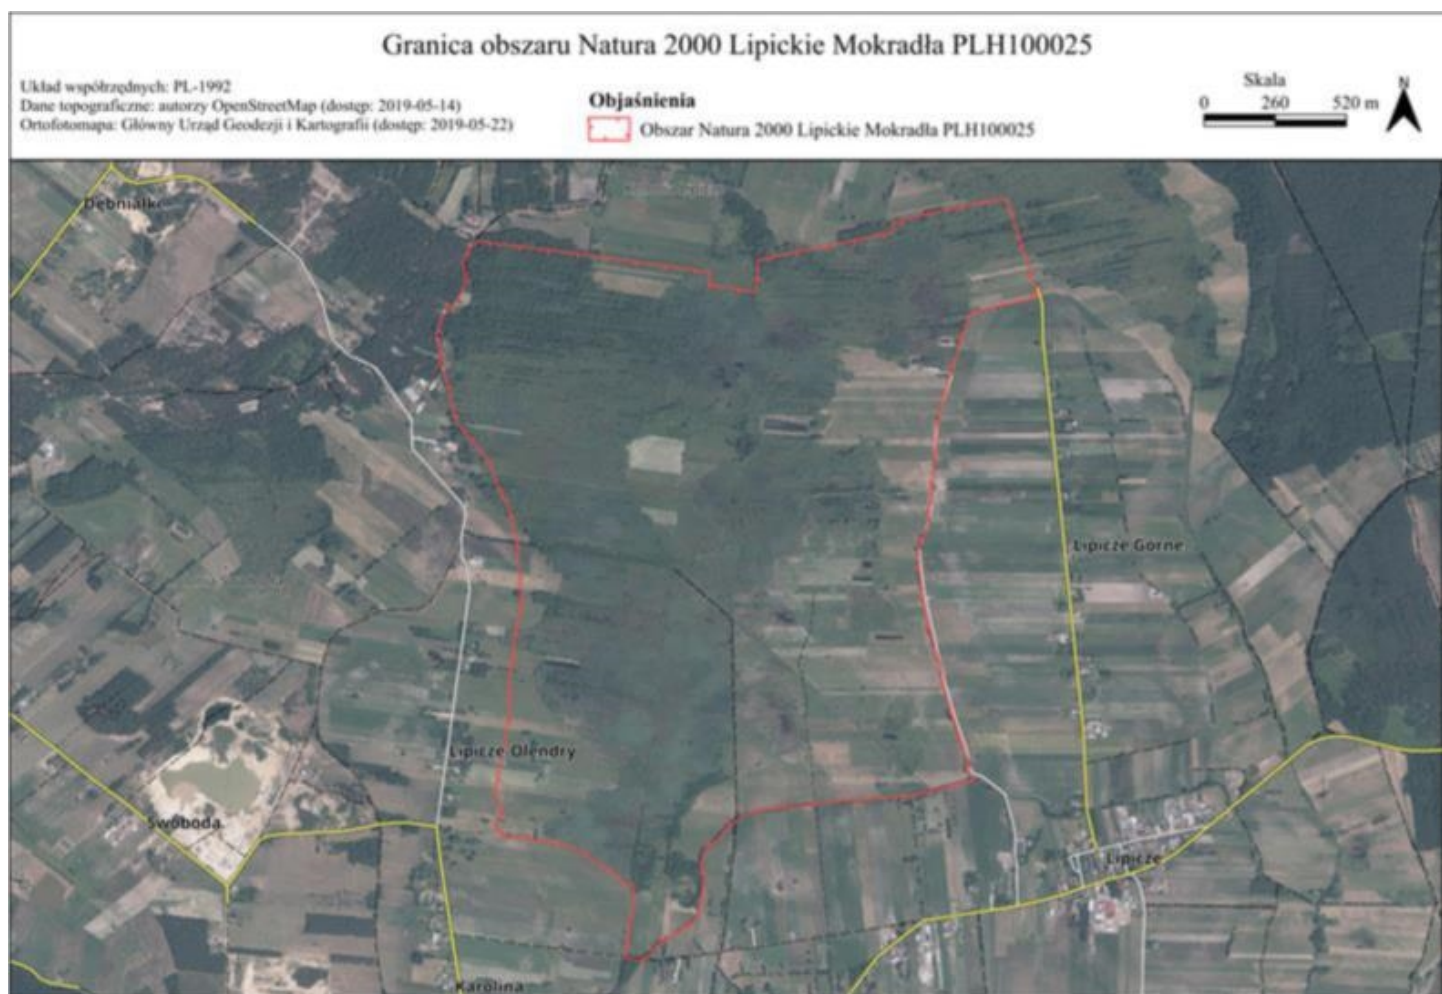 Granica obszaru Natura 2000 Lipickie Mokradła PLH100025
Układ współrzędnych: PL-1992
Dane topograficzne: autorzy OpenStreetMap (dostęp: 2019-05-14)
Ortofotomapa: Główny Urząd Geodezji i Kartografii (dostęp: 2019-05-22)
Objaśnienia
Obszar Natura 2000 Lipickie Mokradła PLH100025
Skala
0 260 520 m
N
Dębniałki
Lipicze Górne
Lipicze Olendry
Swoboda
Lipicze
Karolina